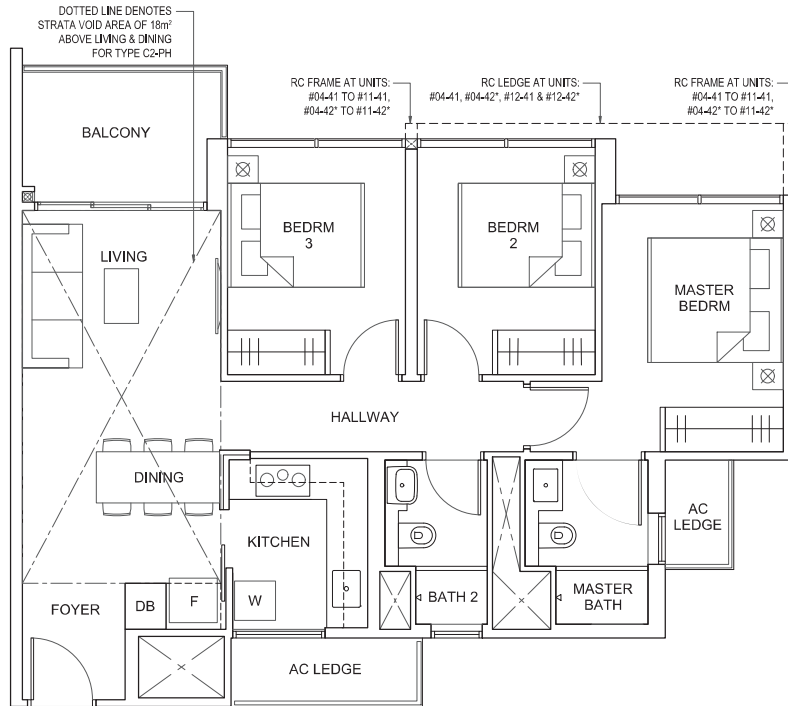 DOTTED LINE DENOTES
STRATA VOID AREA OF 18m²
ABOVE LIVING & DINING
FOR TYPE C2-PH
RC FRAME AT UNITS:
#04-41 TO #11-41,
#04-42* TO #11-42*
RC LEDGE AT UNITS:
#04-41, #04-42*, #12-41 & #12-42*
RC FRAME AT UNITS:
#04-41 TO #11-41,
#04-42* TO #11-42*
BALCONY
LIVING
BEDRM
3
BEDRM
2
MASTER
BEDRM
HALLWAY
DINING
KITCHEN
AC
LEDGE
FOYER
DB
F
W
BATH 2
MASTER
BATH
AC LEDGE
D
D